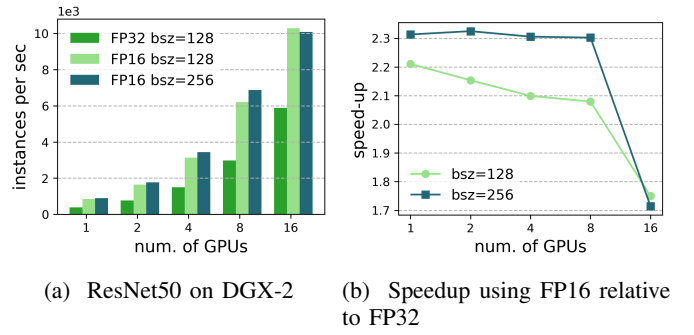 1e3
10
8
6
4
2
0
instances per sec
FP32 bsz=128
FP16 bsz=128
FP16 bsz=256
1 2 4 8 16
num. of GPUs
(a) ResNet50 on DGX-2
2.3
2.2
2.1
2.0
1.9
1.8
1.7
speed-up
bsz=128
bsz=256
1 2 4 8 16
num. of GPUs
(b) Speedup using FP16 relative
to FP32